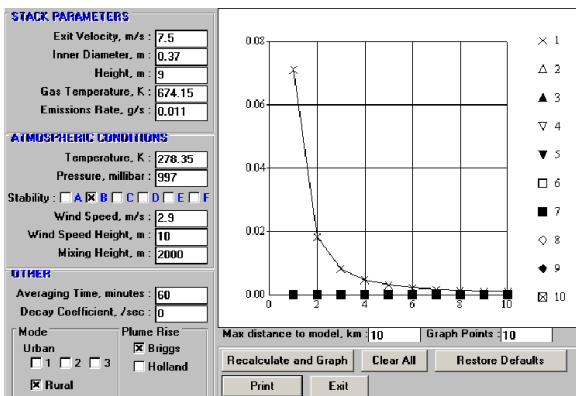 STACK PARAMETERS
Exit Velocity, m/s : 7.5
Inner Diameter, m : 0.37
Height, m : 9
Gas Temperature, K : 674.15
Emissions Rate, g/s : 0.011
ATMOSPHERIC CONDITIONS
Temperature, K : 278.35
Pressure, millibar : 997
Stability : A B C D E F
Wind Speed, m/s : 2.9
Wind Speed Height, m : 10
Mixing Height, m : 2000
OTHER
Averaging Time, minutes : 60
Decay Coefficient, /sec : 0
Mode
Urban
1 2 3
Rural
Plume Rise
Briggs
Holland
0.08
0.06
0.04
0.02
0.00
0 2 4 6 8 10
1
2
3
4
5
6
7
8
9
10
Max distance to model, km : 10 Graph Points : 10
Recalculate and Graph Clear All Restore Defaults
Print Exit